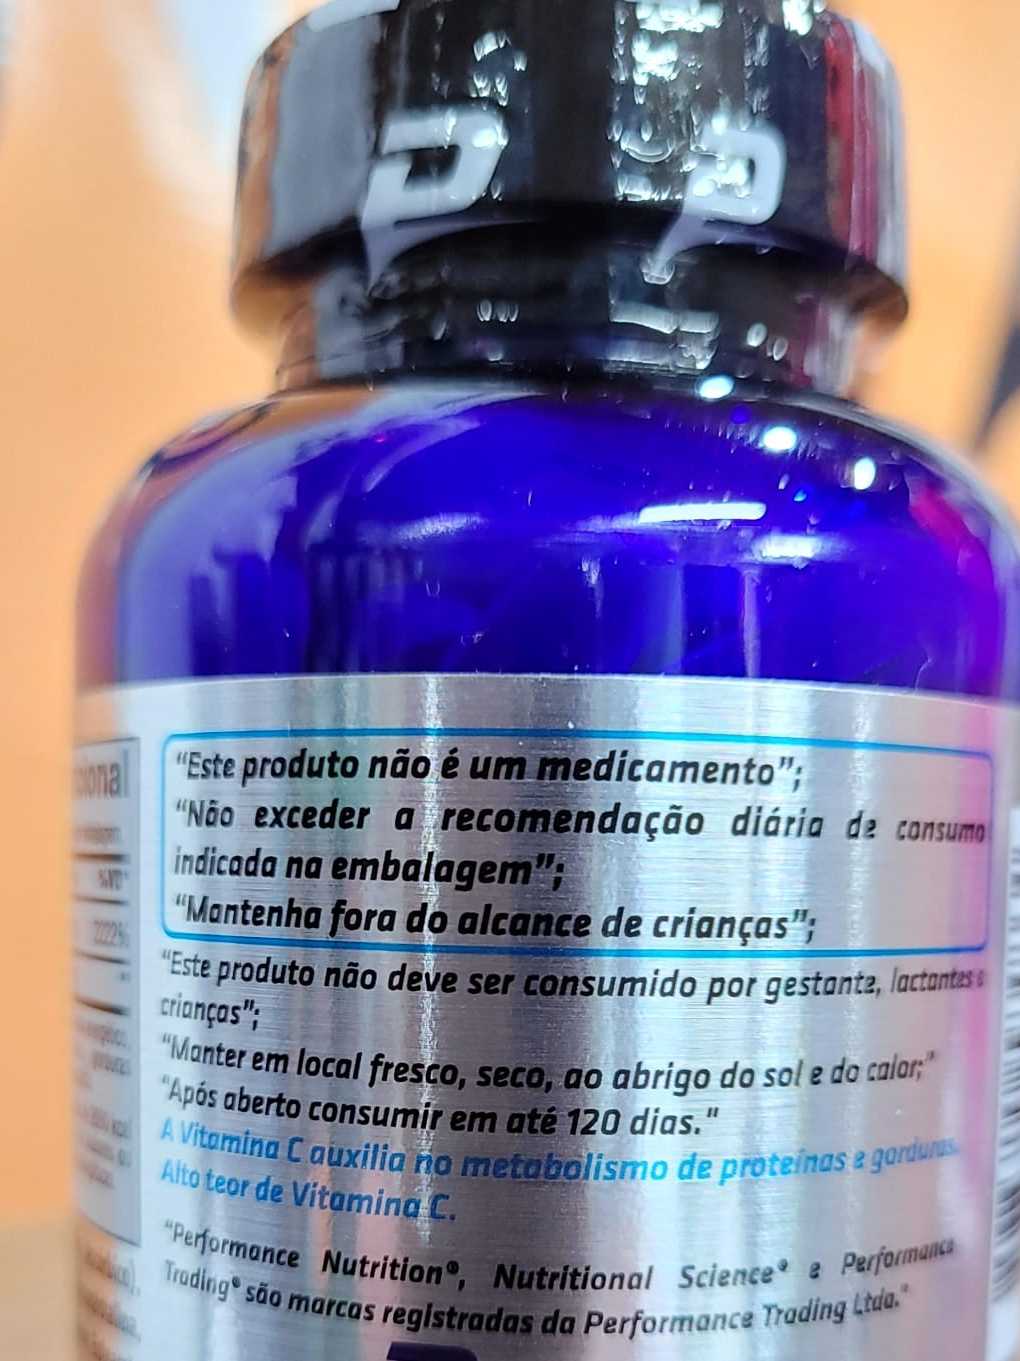 "Este produto não é um medicamento";
"Não exceder a recomendação diária de consumo
indicada na embalagem";
"Mantenha fora do alcance de crianças";
"Este produto não deve ser consumido por gestante, lactantes e
crianças";
"Manter em local fresco, seco, ao abrigo do sol e do calor;"
"Após aberto consumir em até 120 dias."
A Vitamina C auxilia no metabolismo de proteínas e gorduras.
Alto teor de Vitamina C.
"Performance Nutrition®, Nutritional Science® e Performance
Trading® são marcas registradas da Performance Trading Ltda."
%VD*
2222%